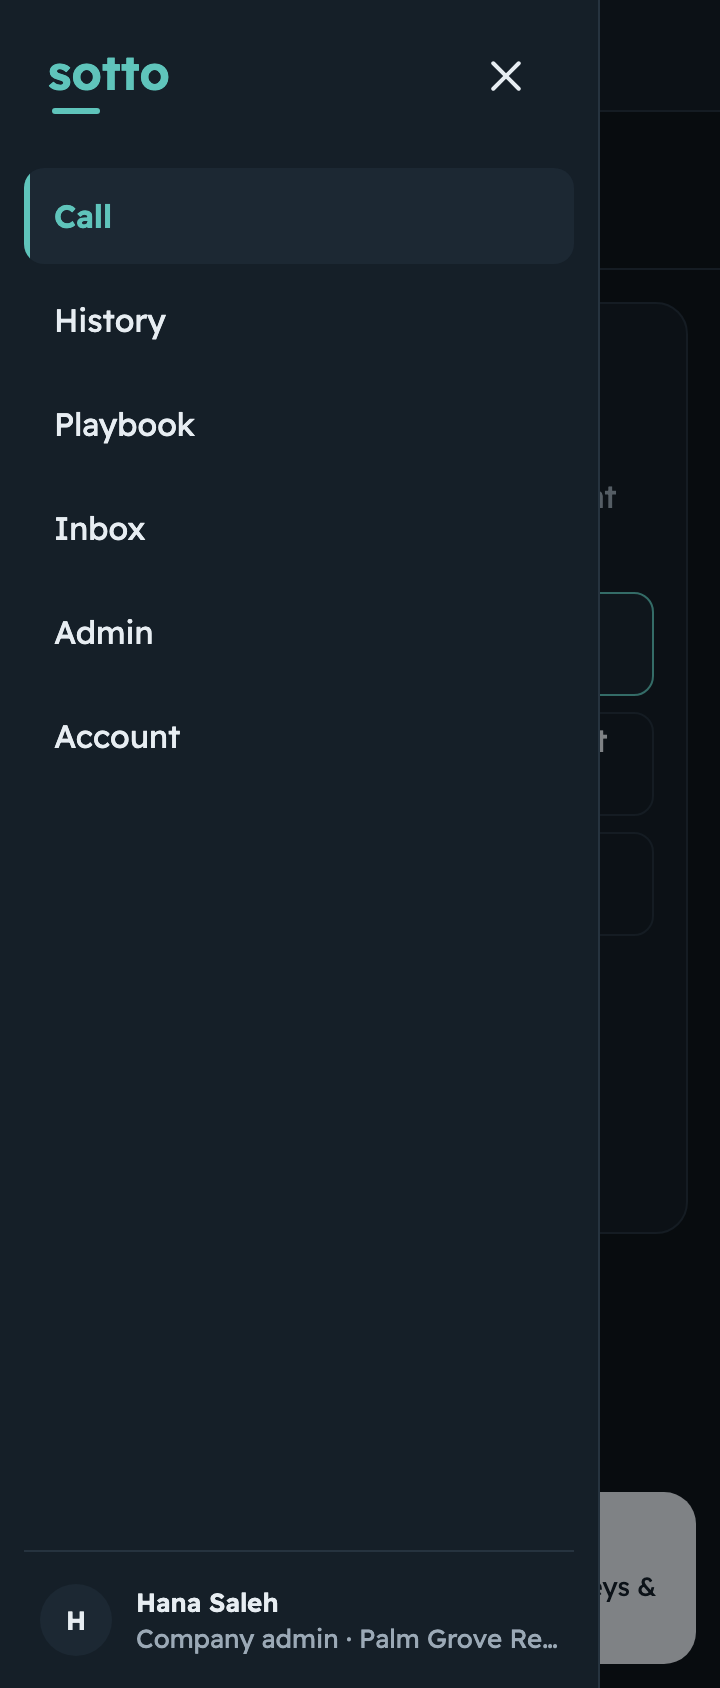 sotto
Call
History
Playbook
Inbox
Admin
Account
Hana Saleh
Company admin · Palm Grove Re...
&